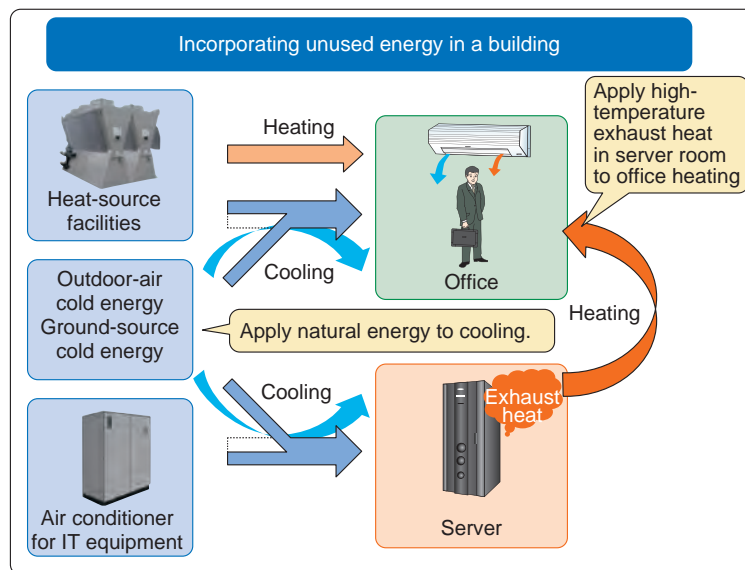 Incorporating unused energy in a building
Heat-source
facilities
Heating
Cooling
Office
Apply high-
temperature
exhaust heat
in server room
to office heating
Outdoor-air
cold energy
Ground-source
cold energy
Apply natural energy to cooling.
Heating
Air conditioner
for IT equipment
Cooling
Exhaust
heat
Server